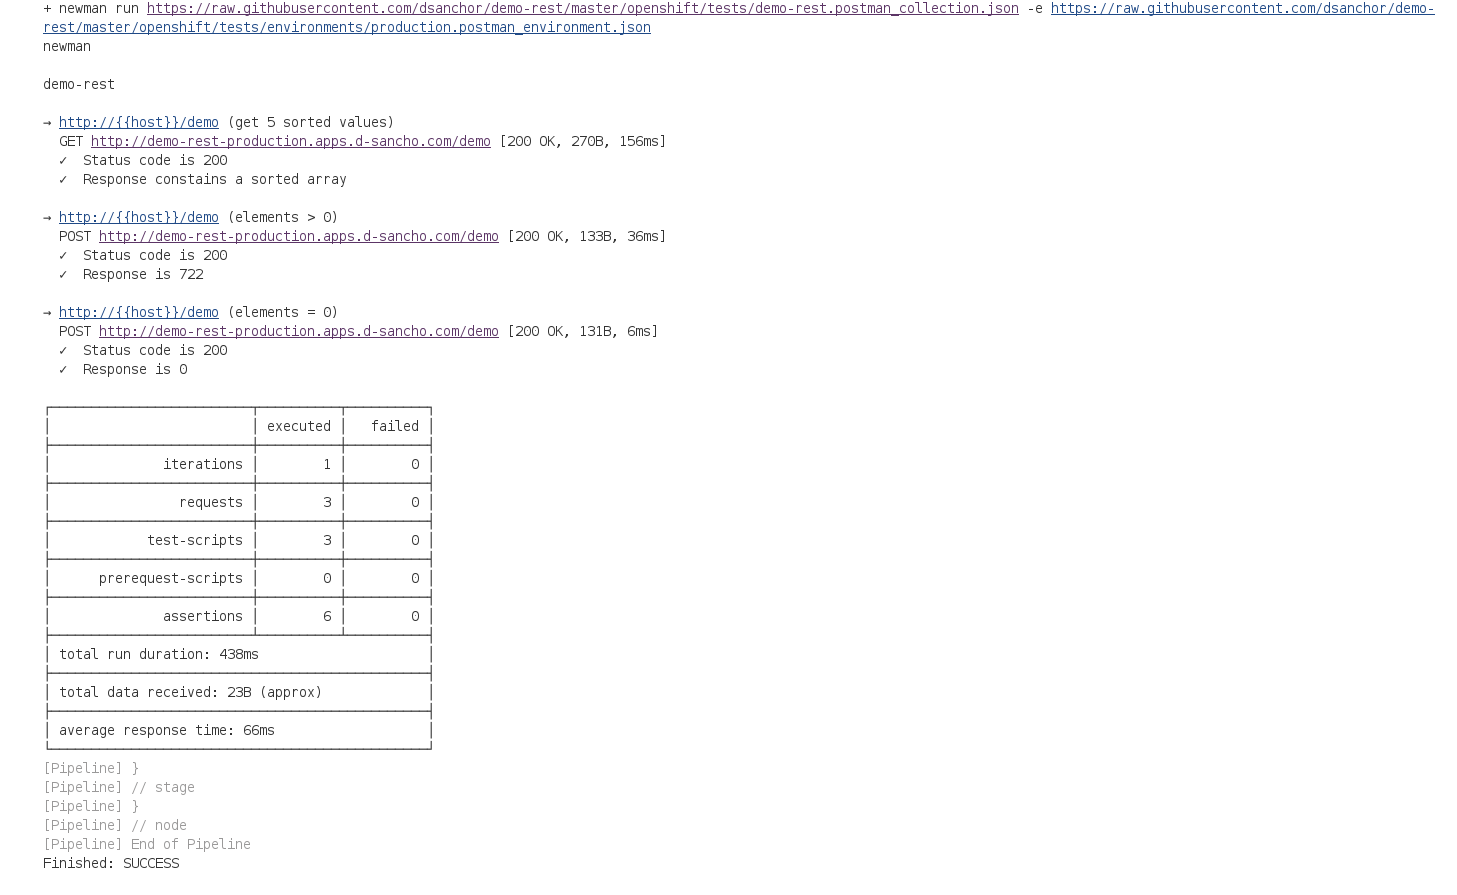 + newman run https://raw.githubusercontent.com/dsanchor/demo-rest/master/openshift/tests/demo-rest.postman_collection.json -e https://raw.githubusercontent.com/dsanchor/demo-
rest/master/openshift/tests/environments/production.postman_environment.json
newman
demo-rest
→ http://{{host}}/demo (get 5 sorted values)
GET http://demo-rest-production.apps.d-sancho.com/demo [200 OK, 270B, 156ms]
✓ Status code is 200
✓ Response constains a sorted array
→ http://{{host}}/demo (elements > 0)
POST http://demo-rest-production.apps.d-sancho.com/demo [200 OK, 133B, 36ms]
✓ Status code is 200
✓ Response is 722
→ http://{{host}}/demo (elements = 0)
POST http://demo-rest-production.apps.d-sancho.com/demo [200 OK, 131B, 6ms]
✓ Status code is 200
✓ Response is 0
executed failed
iterations 1 0
requests 3 0
test-scripts 3 0
prerequest-scripts 0 0
assertions 6 0
total run duration: 438ms
total data received: 23B (approx)
average response time: 66ms
[Pipeline] }
[Pipeline] // stage
[Pipeline] }
[Pipeline] // node
[Pipeline] End of Pipeline
Finished: SUCCESS